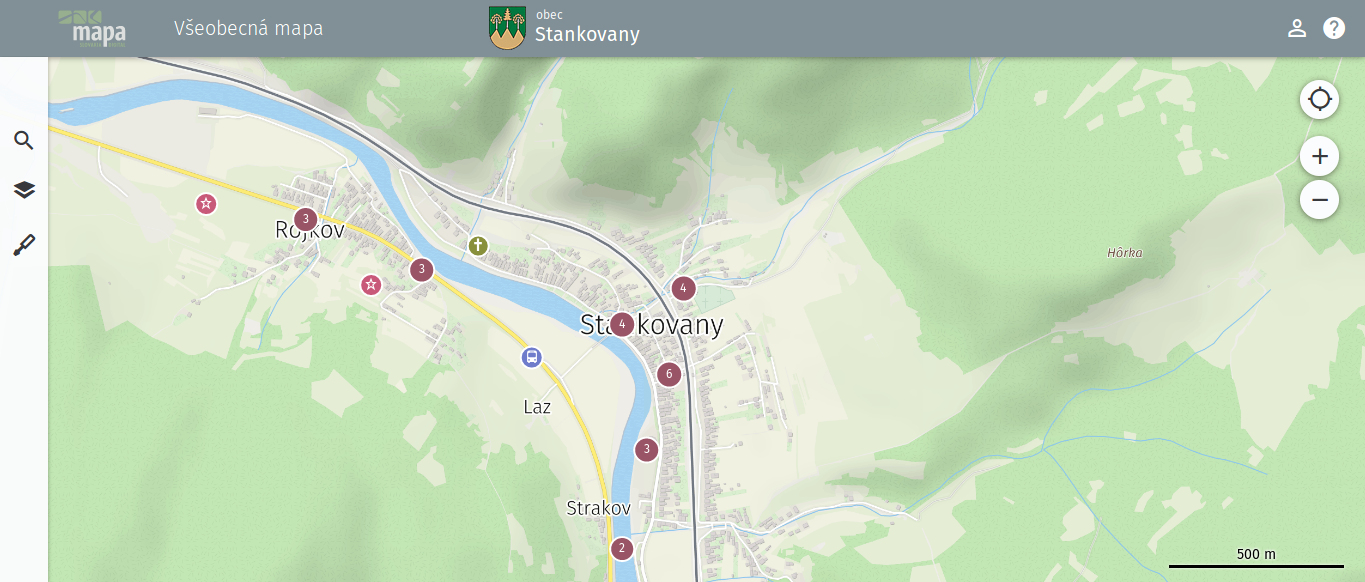 mapa
Všeobecná mapa
obec
Stankovany
Hôrka
3
Rojkov
3
4
Stankovany
4
6
Laz
3
Strakov
2
500 m